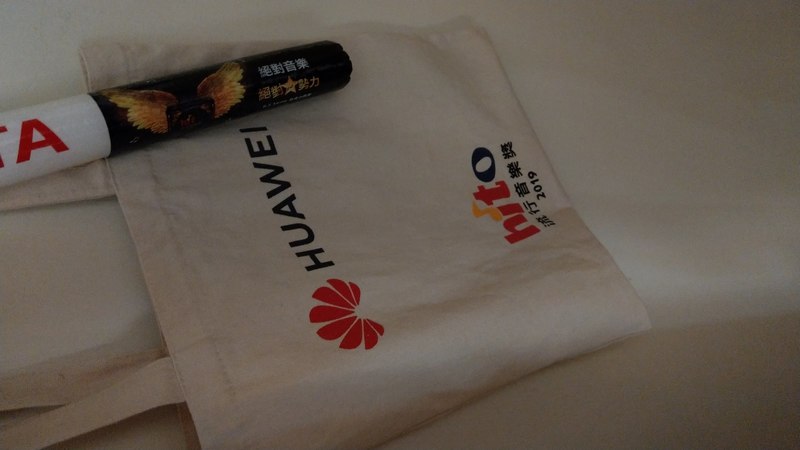 絕對音樂
絕對★勢力
TA
HUAWEI
hito
流行音樂獎
2019